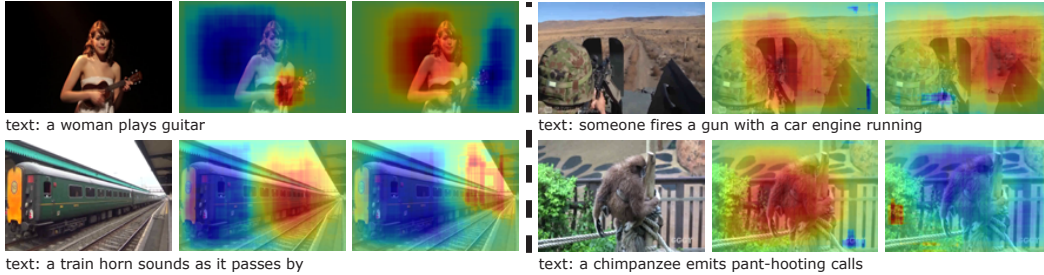 text: a woman plays guitar
text: someone fires a gun with a car engine running
text: a train horn sounds as it passes by
text: a chimpanzee emits pant-hooting calls